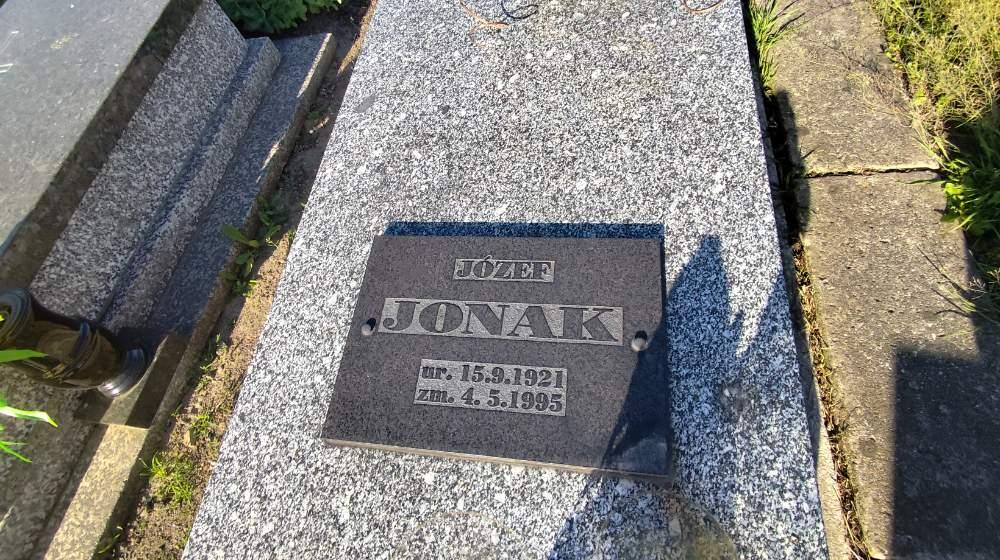 JÓZEF
JONAK
ur. 15.9.1921
zm. 4.5.1995